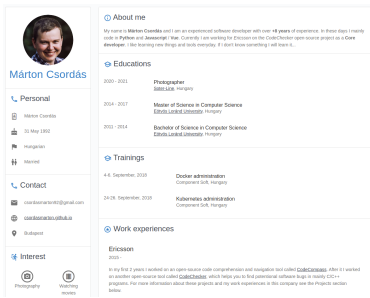 Márton Csordás
Personal
Márton Csordás
31 May 1992
Hungarian
Married
Contact
csordasmarton92@gmail.com
csordasmarton.github.io
Budapest
Interest
Photography
Watching
movies
About me
My name is Márton Csordás and I am an experienced software developer with over +8 years of experience. In these days I mainly
code in Python and Javascript / Vue. Currently I am working for Ericsson on the CodeChecker open-source project as a Core
developer. I like learning new things and tools everyday. If I don't know something I will learn it...
Educations
2020 - 2021
Photographer
Szter-Line, Hungary
2014 - 2017
Master of Science in Computer Science
Eötvös Loránd University, Hungary
2011 - 2014
Bachelor of Science in Computer Science
Eötvös Loránd University, Hungary
Trainings
4-6. September, 2018
Docker administration
Component Soft, Hungary
24-26. September, 2018
Kubernetes administration
Component Soft, Hungary
Work experiences
Ericsson
2015 -
In my first 2 years I worked on an open-source code comprehension and navigation tool called CodeCompass. After it I worked
on another open-source tool called CodeChecker, which helps you to find potentional software bugs in mainly C/C++
programs. For more information about these projects and my work experiences in this company see the Projects section
below.